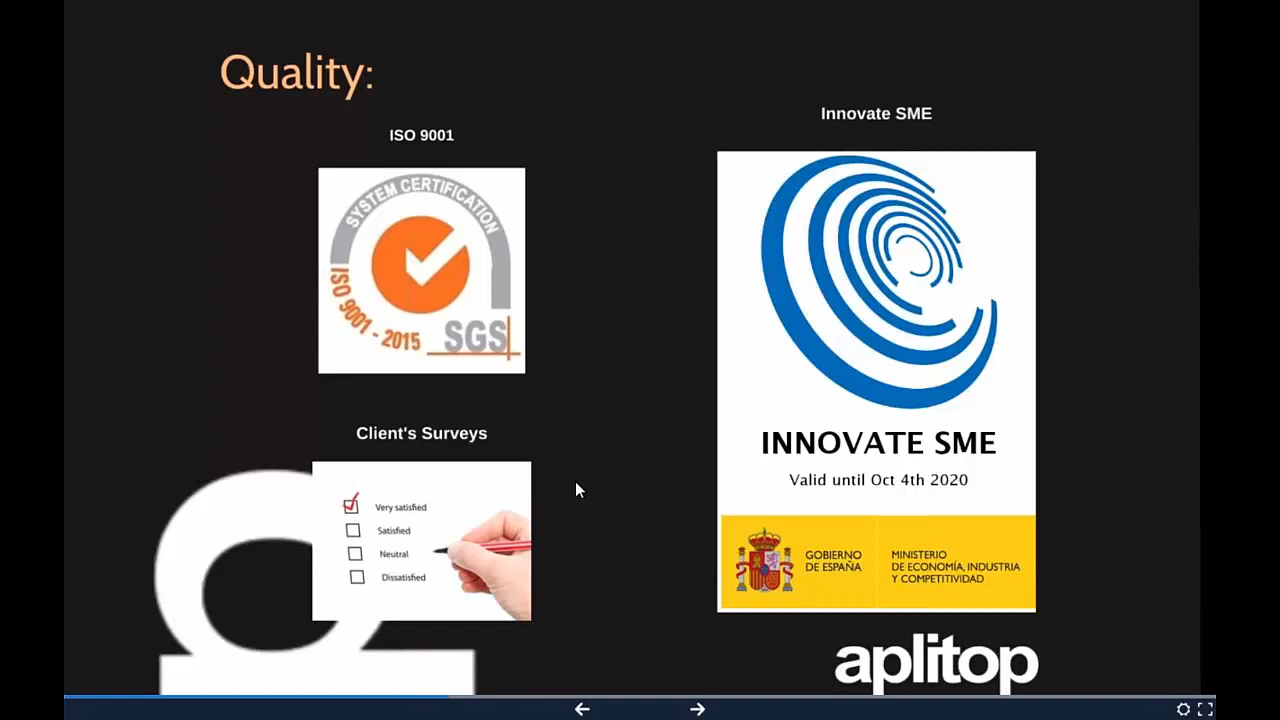 Quality:
ISO 9001
SYSTEM CERTIFICATION
ISO 9001 - 2015
SGS
Client's Surveys
Very satisfied
Satisfied
Neutral
Dissatisfied
Innovate SME
INNOVATE SME
Valid until Oct 4th 2020
GOBIERNO
DE ESPAÑA
MINISTERIO
DE ECONOMÍA, INDUSTRIA
Y COMPETITIVIDAD
aplitop